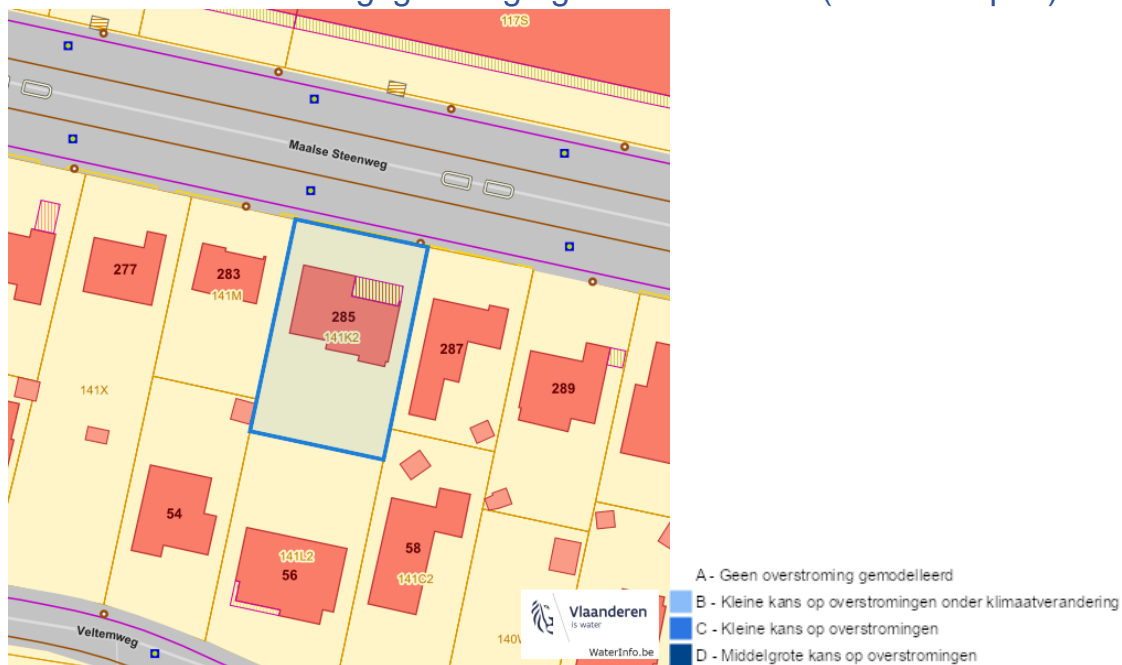 117S
Maalse Steenweg
277
283
141M
285
141K2
287
289
141X
54
141L2
56
58
141C2
Veltemweg
Vlaanderen
is water
WaterInfo.be
A - Geen overstroming gemodelleerd
B - Kleine kans op overstromingen onder klimaatverandering
C - Kleine kans op overstromingen
D - Middelgrote kans op overstromingen